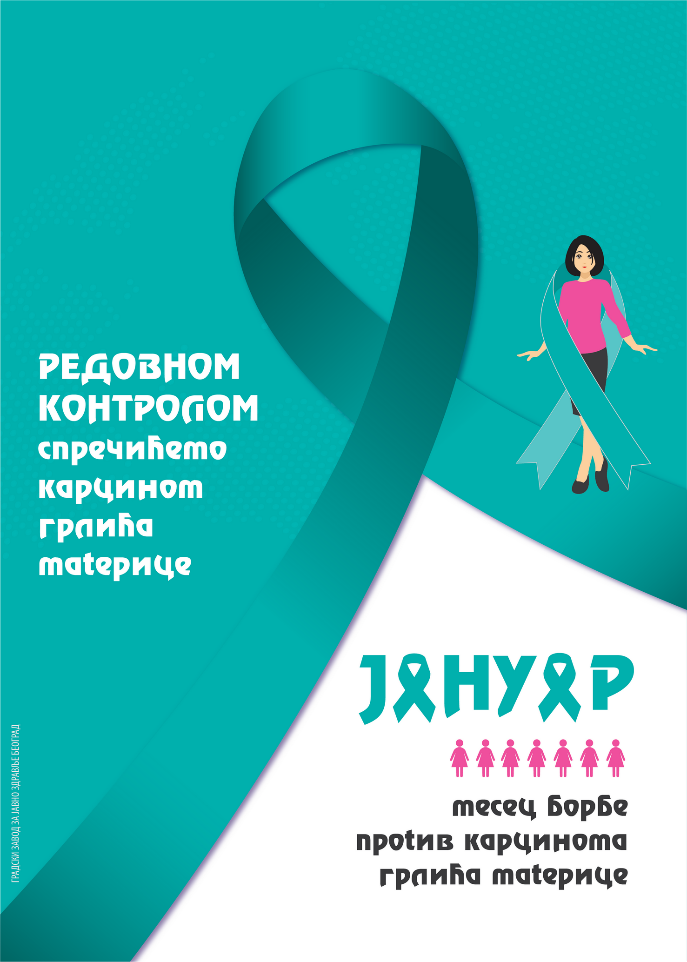 РЕДОВНОМ
КОНТРОЛОМ
спречићемо
карцином
грлића
материце
ЈАНУАР
месец борбе
против карцинома
грлића материце
ГРАДСКИ ЗАВОД ЗА ЈАВНО ЗДРАВЉЕ БЕОГРАД